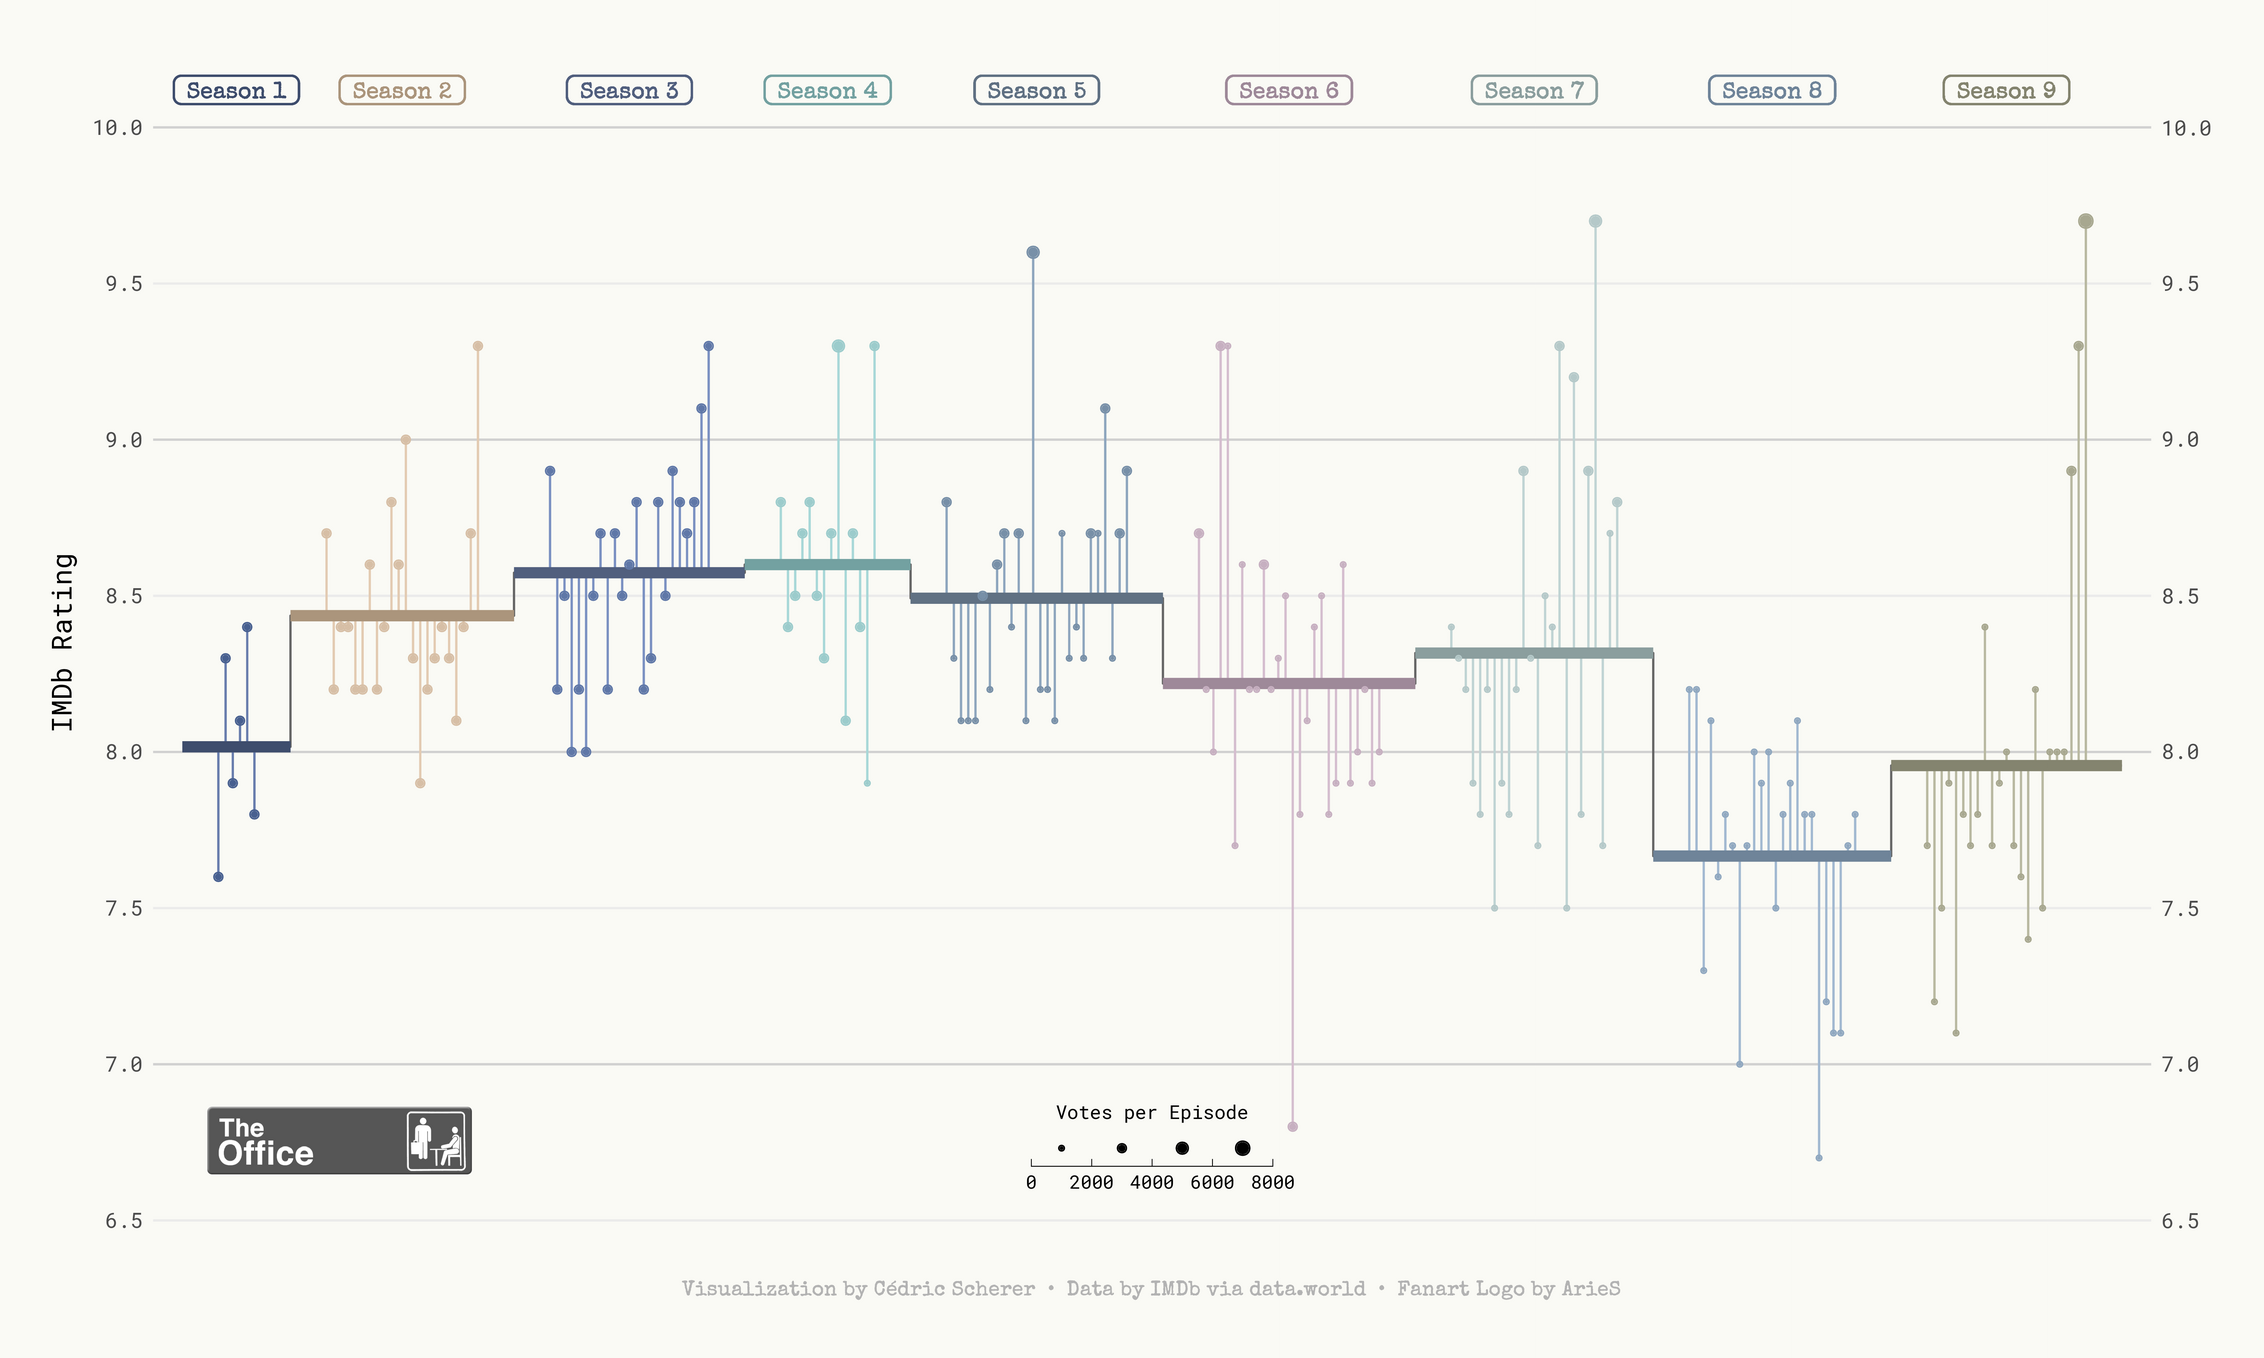 Season 1 Season 2 Season 3 Season 4 Season 5 Season 6 Season 7 Season 8 Season 9
10.0 10.0
9.5 9.5
9.0 9.0
8.5 8.5
IMDb Rating
8.0 8.0
7.5 7.5
7.0 7.0
The
Office
Votes per Episode
0 2000 4000 6000 8000
6.5 6.5
Visualization by Cédric Scherer • Data by IMDb via data.world • Fanart Logo by ArieS